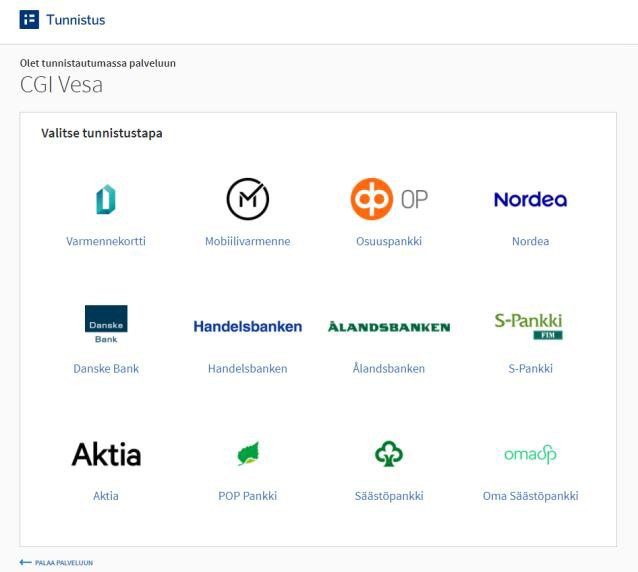 Tunnistus
Olet tunnistautumassa palveluun
CGI Vesa
Valitse tunnistustapa
M OP Nordea
Varmennekortti Mobiilivarmenne Osuuspankki Nordea
Danske Bank Handelsbanken ÅLANDSBANKEN S-Pankki FIM
Danske Bank Handelsbanken Ålandsbanken S-Pankki
Aktia omasp
Aktia POP Pankki Säästöpankki Oma Säästöpankki
PALAA PALVELUUN